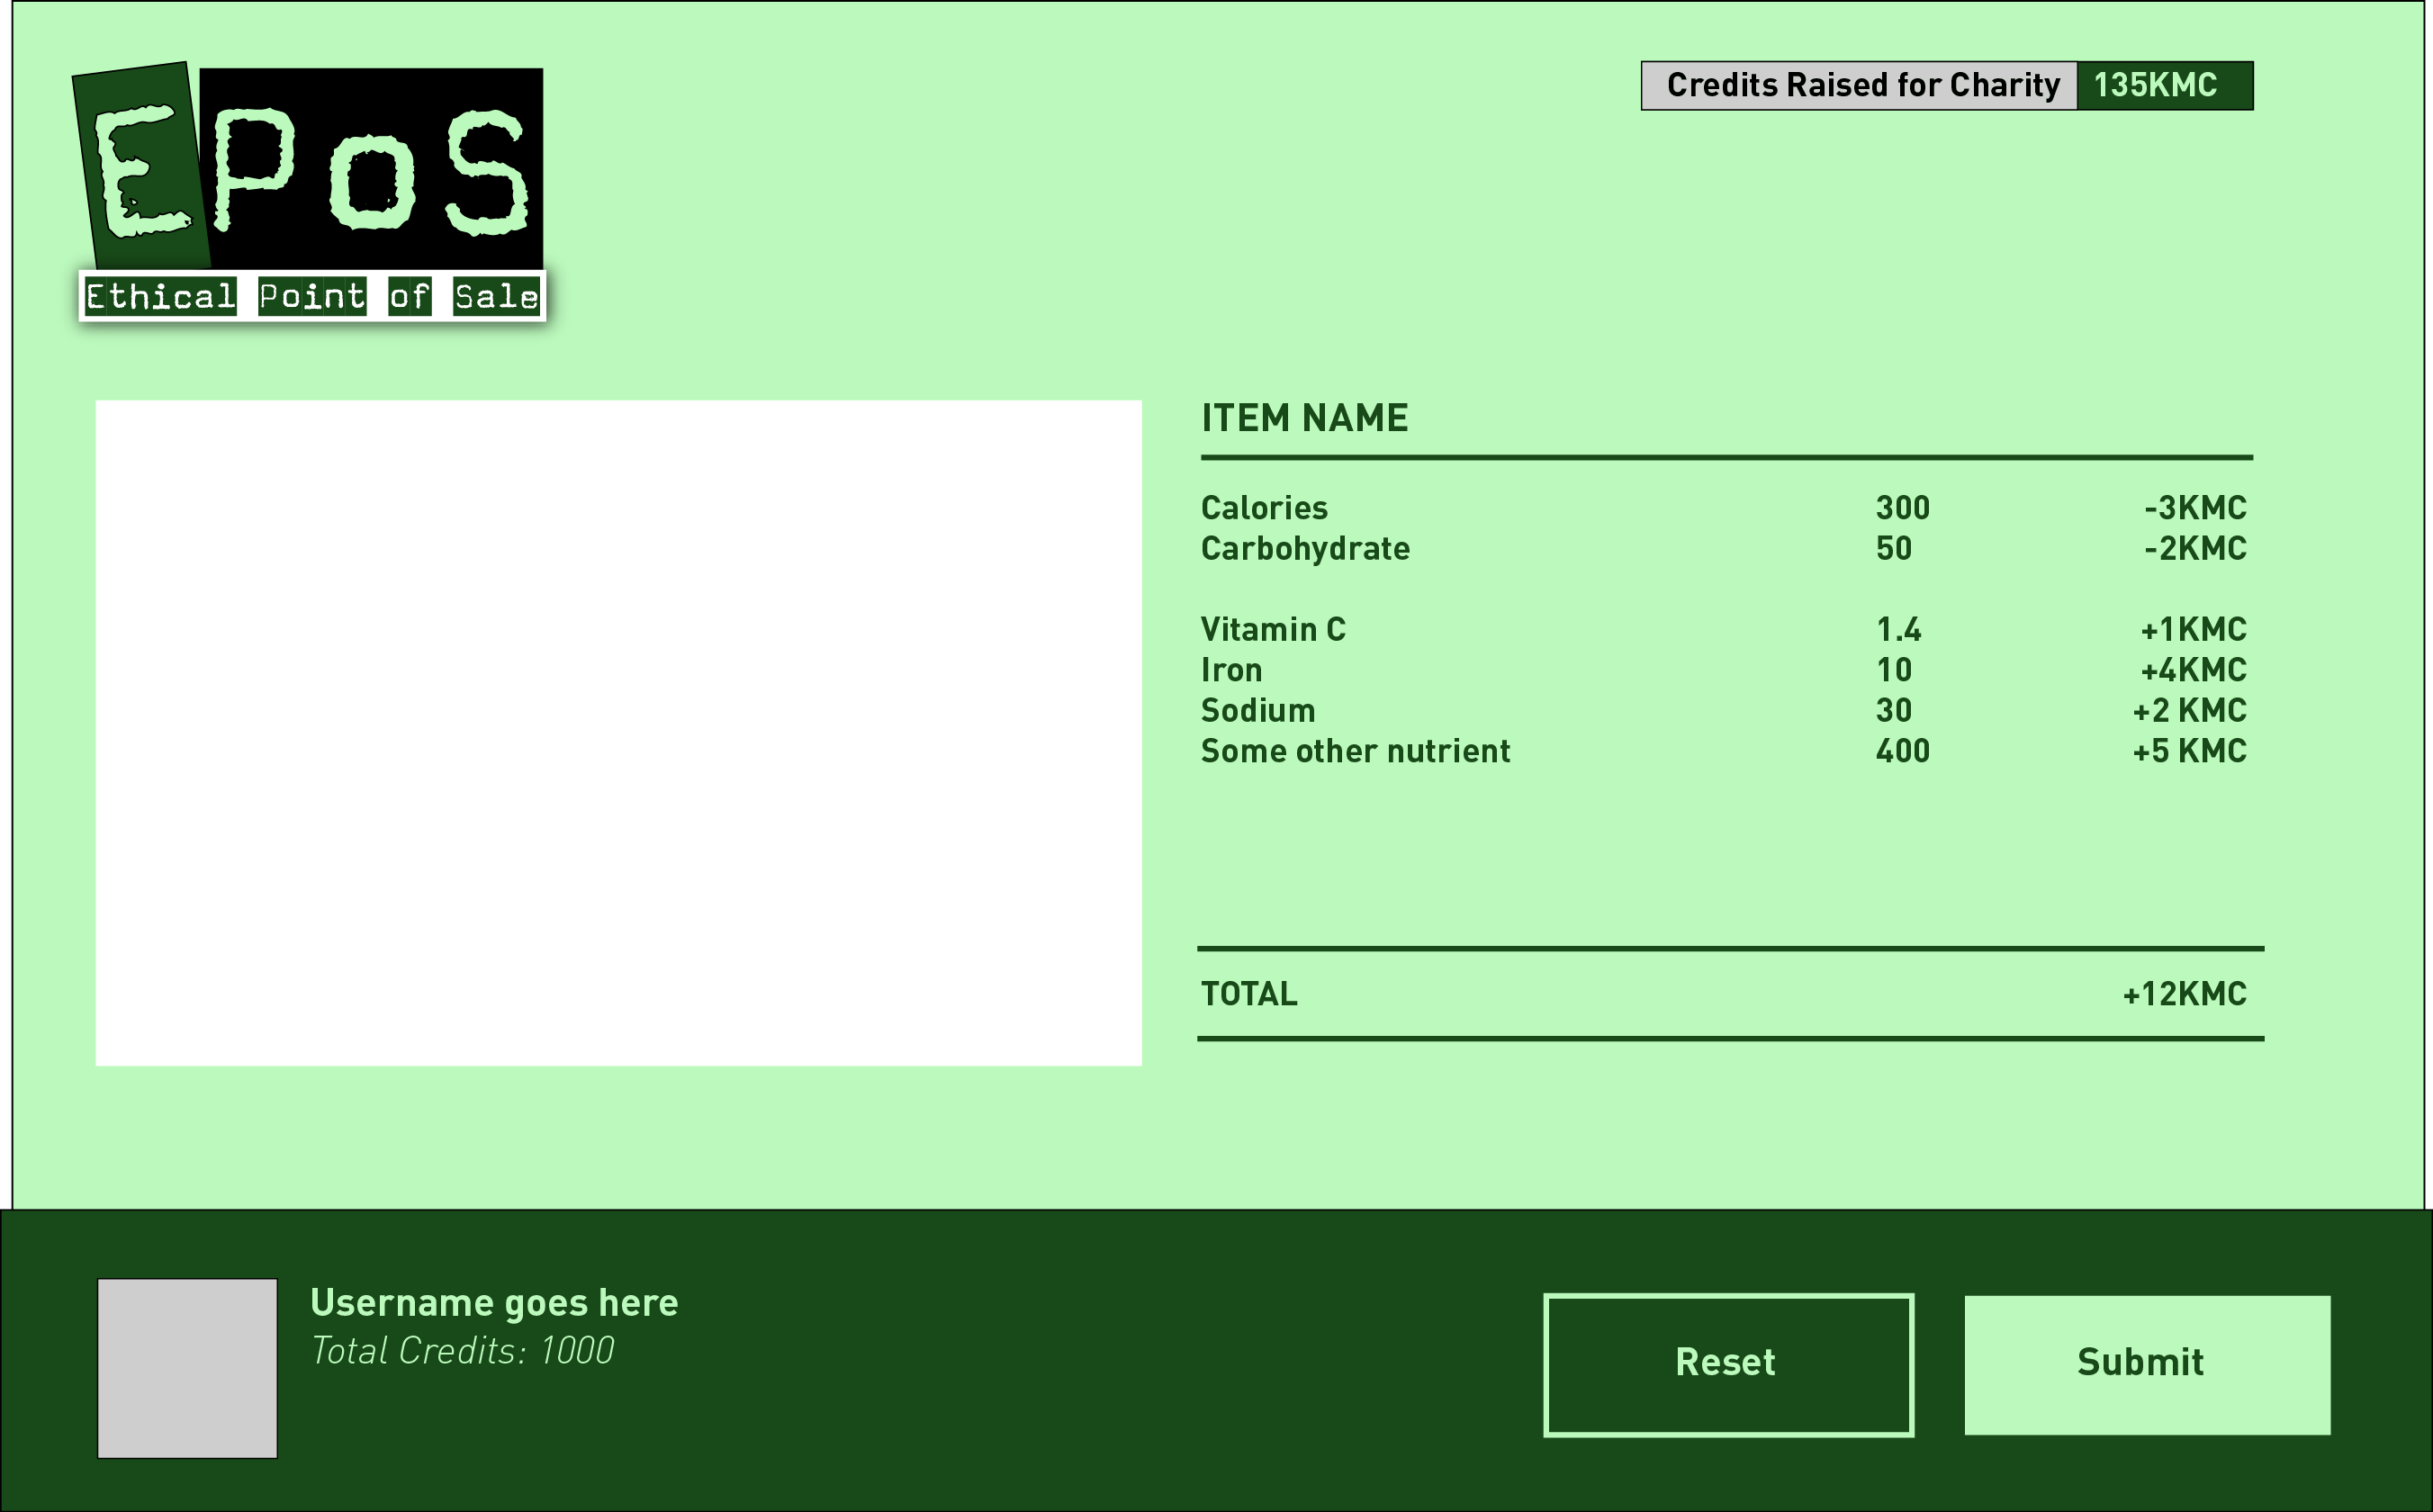 EPoS
Ethical Point of Sale
Credits Raised for Charity 135KMC
ITEM NAME
Calories 300 -3KMC
Carbohydrate 50 -2KMC
Vitamin C 1.4 +1KMC
Iron 10 +4KMC
Sodium 30 +2 KMC
Some other nutrient 400 +5 KMC
TOTAL +12KMC
Username goes here
Total Credits: 1000
Reset Submit